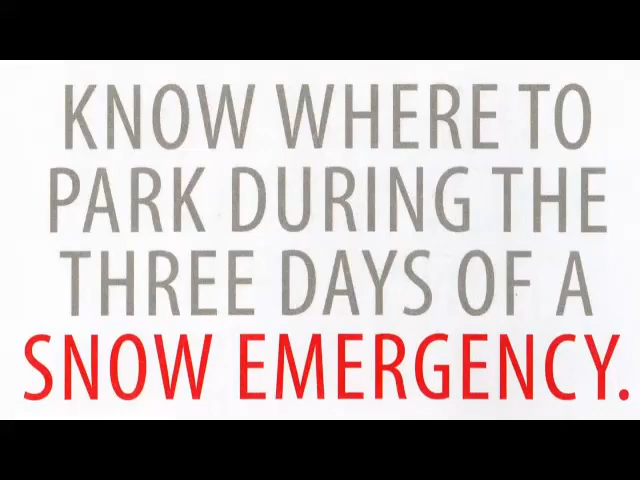 KNOW WHERE TO
PARK DURING THE
THREE DAYS OF A
SNOW EMERGENCY.